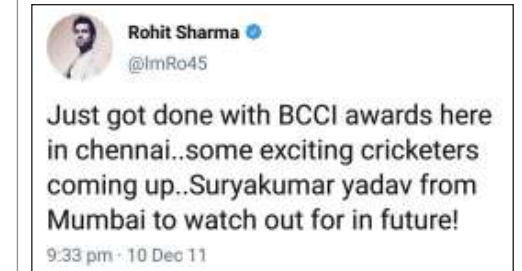 Rohit Sharma
@ImRo45
Just got done with BCCI awards here
in chennai..some exciting cricketers
coming up..Suryakumar yadav from
Mumbai to watch out for in future!
9:33 pm · 10 Dec 11